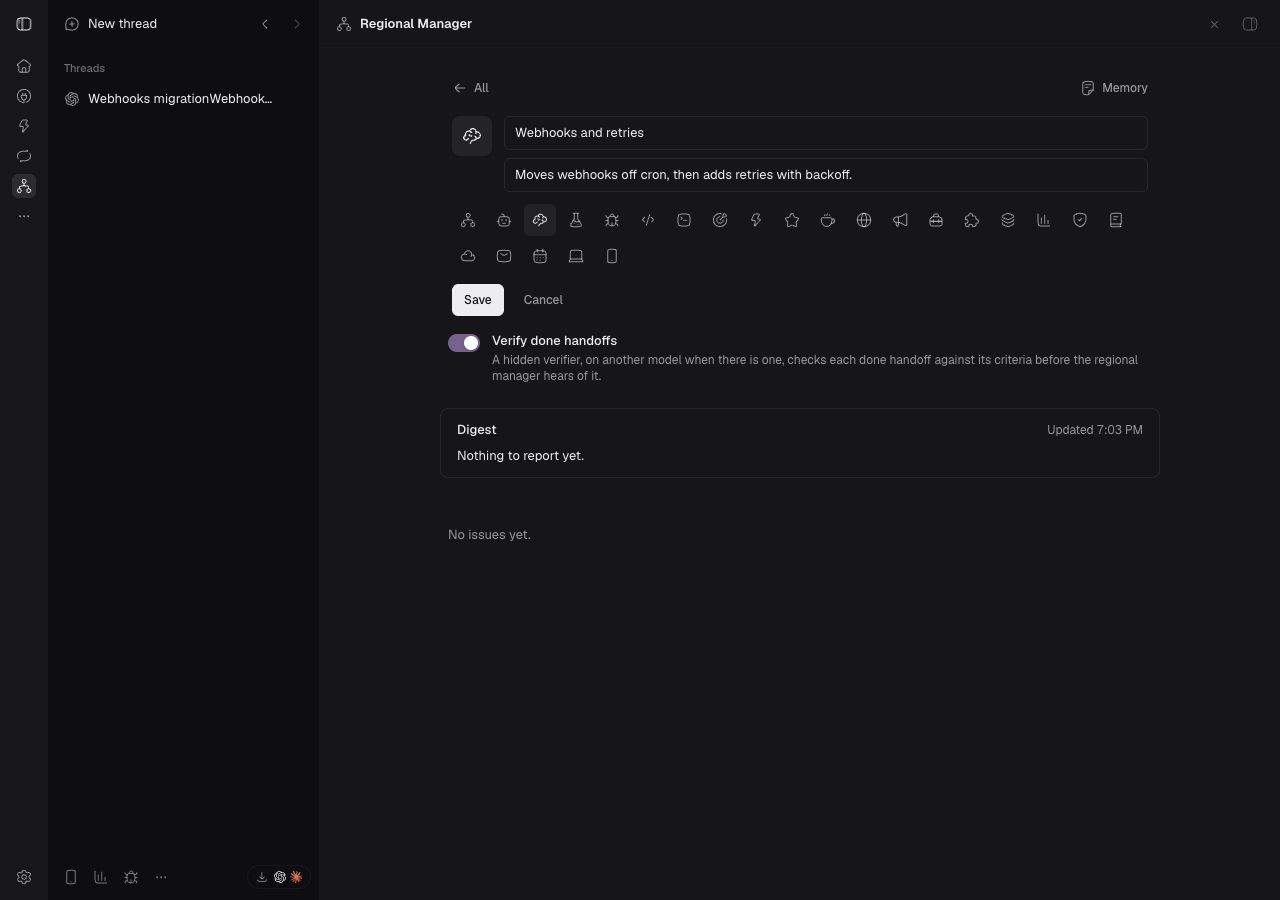 New thread
Regional Manager
Threads
Webhooks migrationWebhook...
All
Memory
Webhooks and retries
Moves webhooks off cron, then adds retries with backoff.
Save
Cancel
Verify done handoffs
A hidden verifier, on another model when there is one, checks each done handoff against its criteria before the regional
manager hears of it.
Digest
Updated 7:03 PM
Nothing to report yet.
No issues yet.